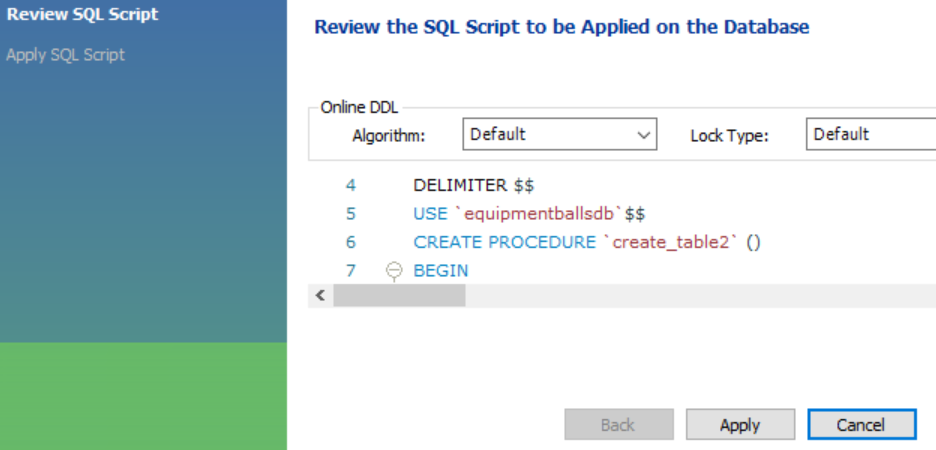 Review SQL Script
Apply SQL Script
Review the SQL Script to be Applied on the Database
Online DDL
Algorithm: Default Lock Type: Default
4 DELIMITER $$
5 USE `equipmentballsdb`$$
6 CREATE PROCEDURE `create_table2` ()
7 BEGIN
Back Apply Cancel